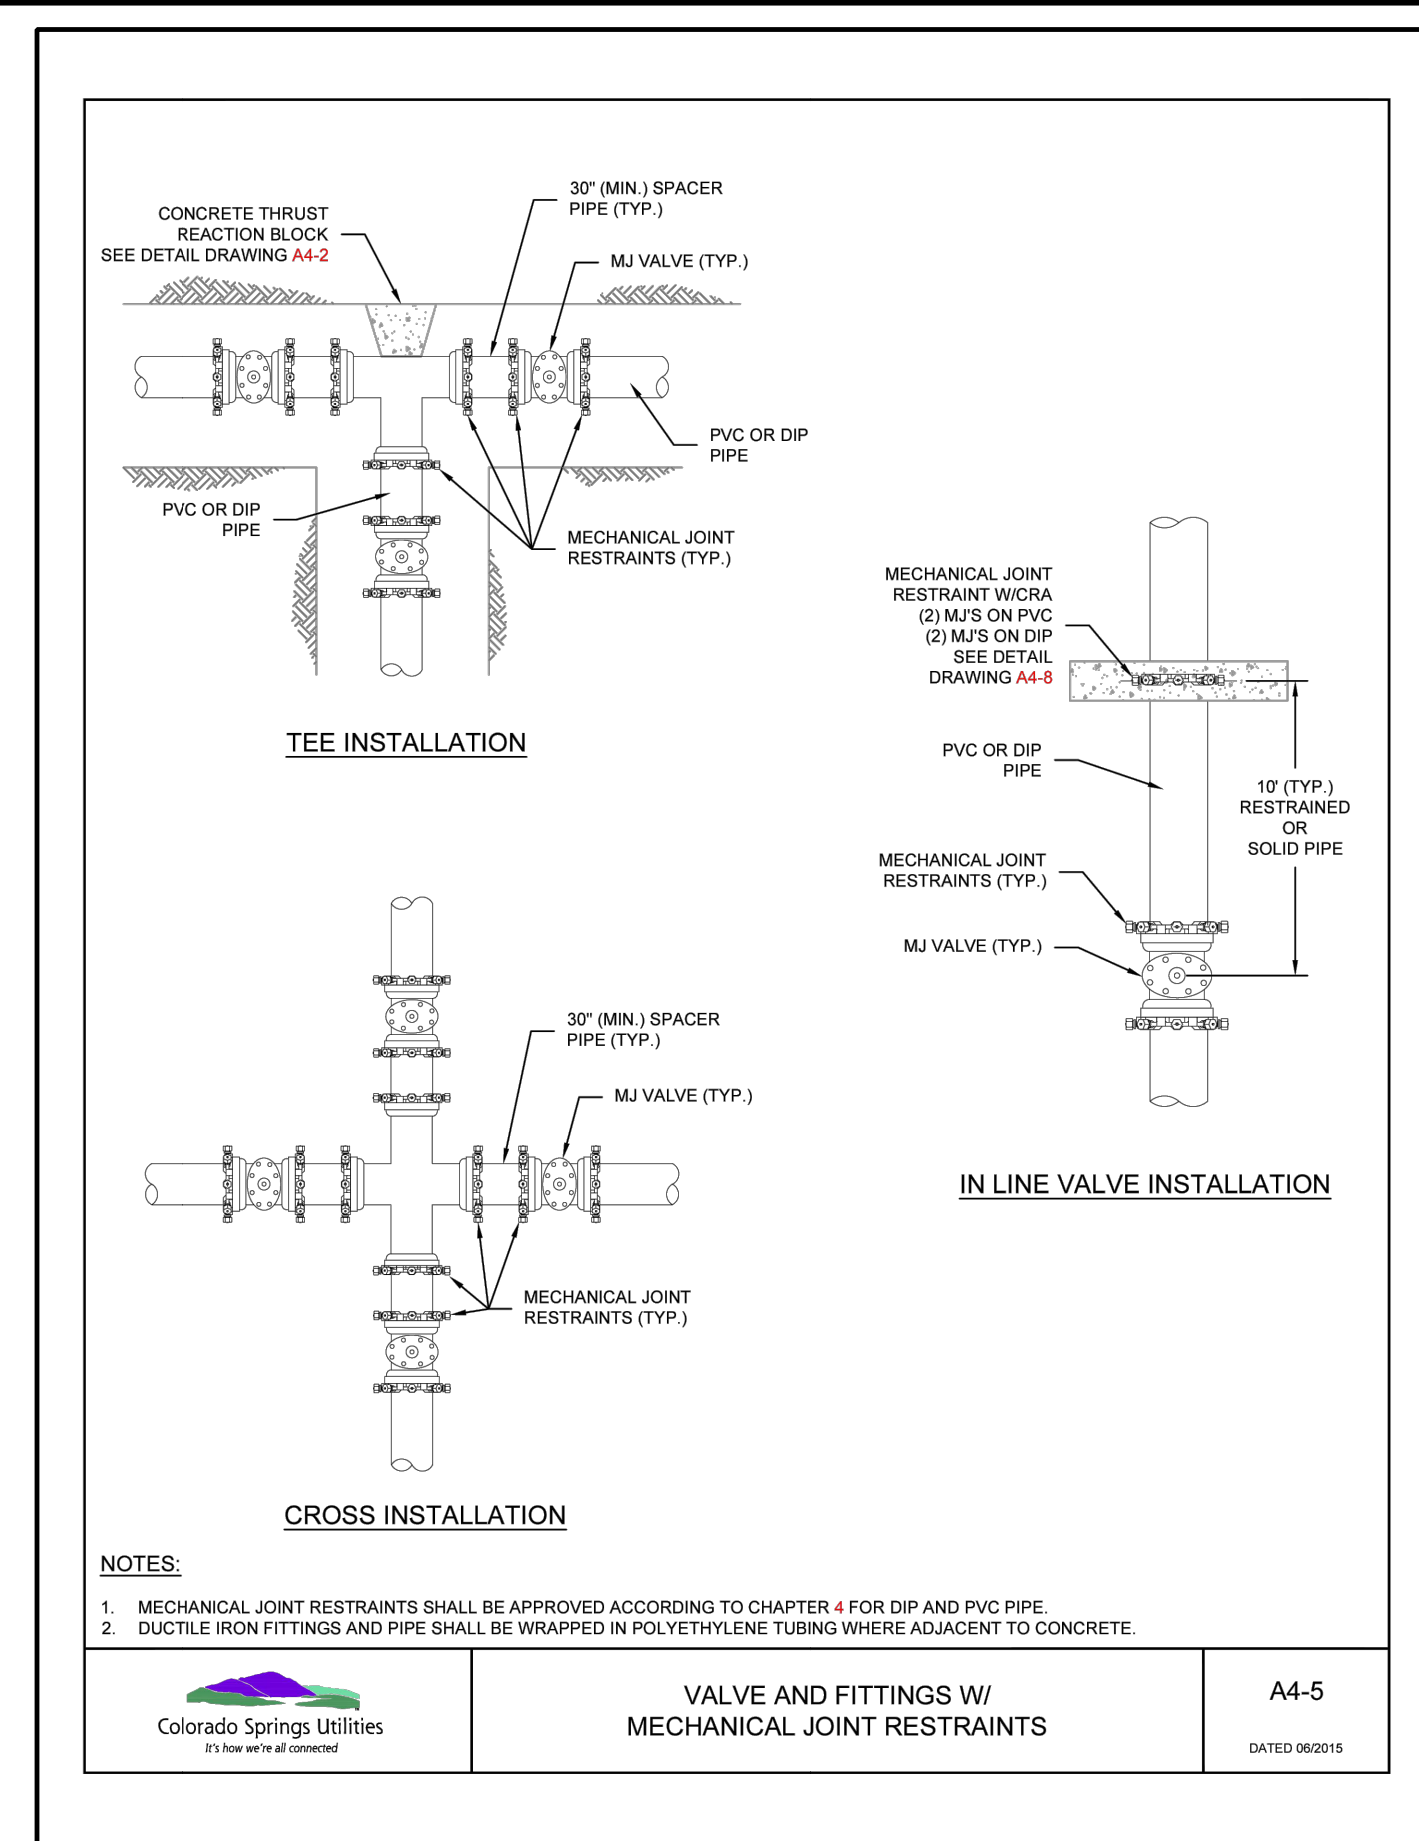 CONCRETE THRUST
REACTION BLOCK
SEE DETAIL DRAWING A4-2
30" (MIN.) SPACER
PIPE (TYP.)
MJ VALVE (TYP.)
PVC OR DIP
PIPE
PVC OR DIP
PIPE
MECHANICAL JOINT
RESTRAINTS (TYP.)
TEE INSTALLATION
MECHANICAL JOINT
RESTRAINT W/CRA
(2) MJ'S ON PVC
(2) MJ'S ON DIP
SEE DETAIL
DRAWING A4-8
PVC OR DIP
PIPE
10' (TYP.)
RESTRAINED
OR
SOLID PIPE
MECHANICAL JOINT
RESTRAINTS (TYP.)
MJ VALVE (TYP.)
IN LINE VALVE INSTALLATION
30" (MIN.) SPACER
PIPE (TYP.)
MJ VALVE (TYP.)
MECHANICAL JOINT
RESTRAINTS (TYP.)
CROSS INSTALLATION
NOTES:
1. MECHANICAL JOINT RESTRAINTS SHALL BE APPROVED ACCORDING TO CHAPTER 4 FOR DIP AND PVC PIPE.
2. DUCTILE IRON FITTINGS AND PIPE SHALL BE WRAPPED IN POLYETHYLENE TUBING WHERE ADJACENT TO CONCRETE.
Colorado Springs Utilities
It's how we're all connected
VALVE AND FITTINGS W/
MECHANICAL JOINT RESTRAINTS
A4-5
DATED 06/2015